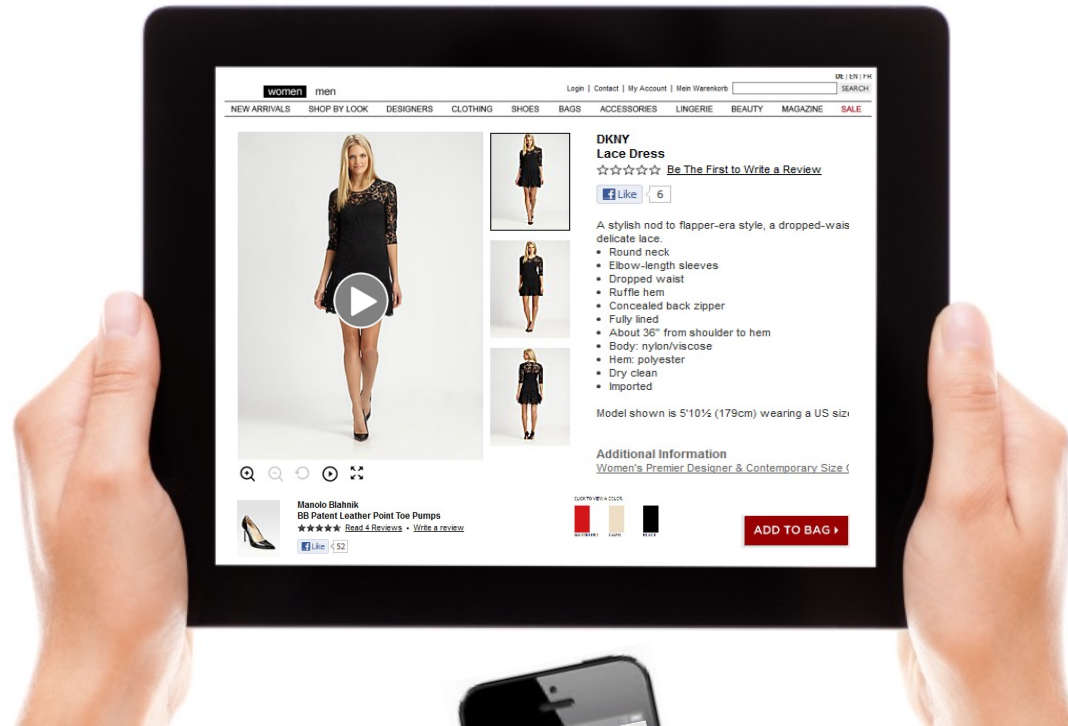 DE | EN | FR
women men
Login | Contact | My Account | Mein Warenkorb SEARCH
NEW ARRIVALS SHOP BY LOOK DESIGNERS CLOTHING SHOES BAGS ACCESSORIES LINGERIE BEAUTY MAGAZINE SALE
DKNY
Lace Dress
Be The First to Write a Review
Like 6
A stylish nod to flapper-era style, a dropped-wais
delicate lace.
• Round neck
• Elbow-length sleeves
• Dropped waist
• Ruffle hem
• Concealed back zipper
• Fully lined
• About 36" from shoulder to hem
• Body: nylon/viscose
• Hem: polyester
• Dry clean
• Imported
Model shown is 5'10½ (179cm) wearing a US size
Additional Information
Women's Premier Designer & Contemporary Size
Manolo Blahnik
BB Patent Leather Point Toe Pumps
Read 4 Reviews • Write a review
Like 52
CLICK TO VIEW A COLOR:
BLACK
ADD TO BAG